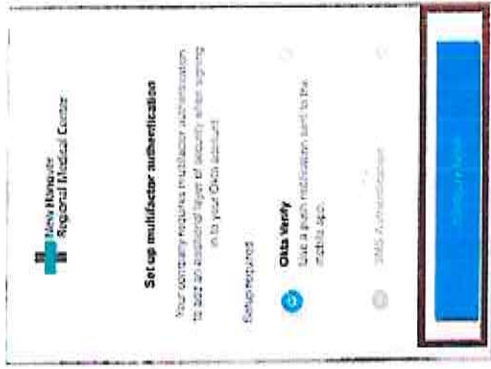 New Hanover
Regional Medical Center
Set up multifactor authentication
Your company requires multifactor authentication
to add an additional layer of security when signing
in to your Okta account
Setup required
Okta Verify
Use a push notification sent to the
mobile app.
SMS Authentication